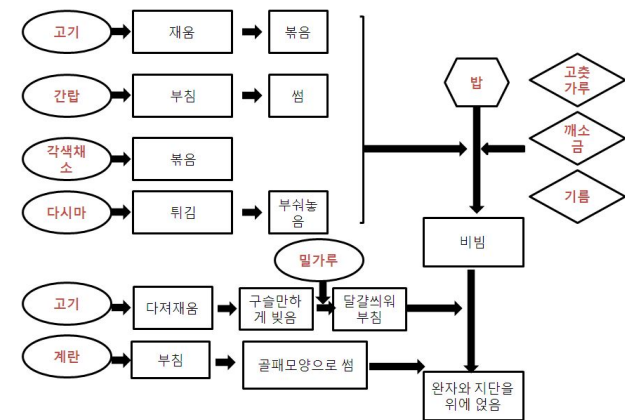 고기
재움
볶음
밥
고춧
가루
간랍
부침
썸
깨소
금
각색채
소
볶음
다시마
튀김
부숴놓
음
기름
비빔
밀가루
고기
다져재움
구슬만하
게 빚음
달걀씌워
부침
계란
부침
골패모양으로 썸
완자와 지단을
위에 얹음